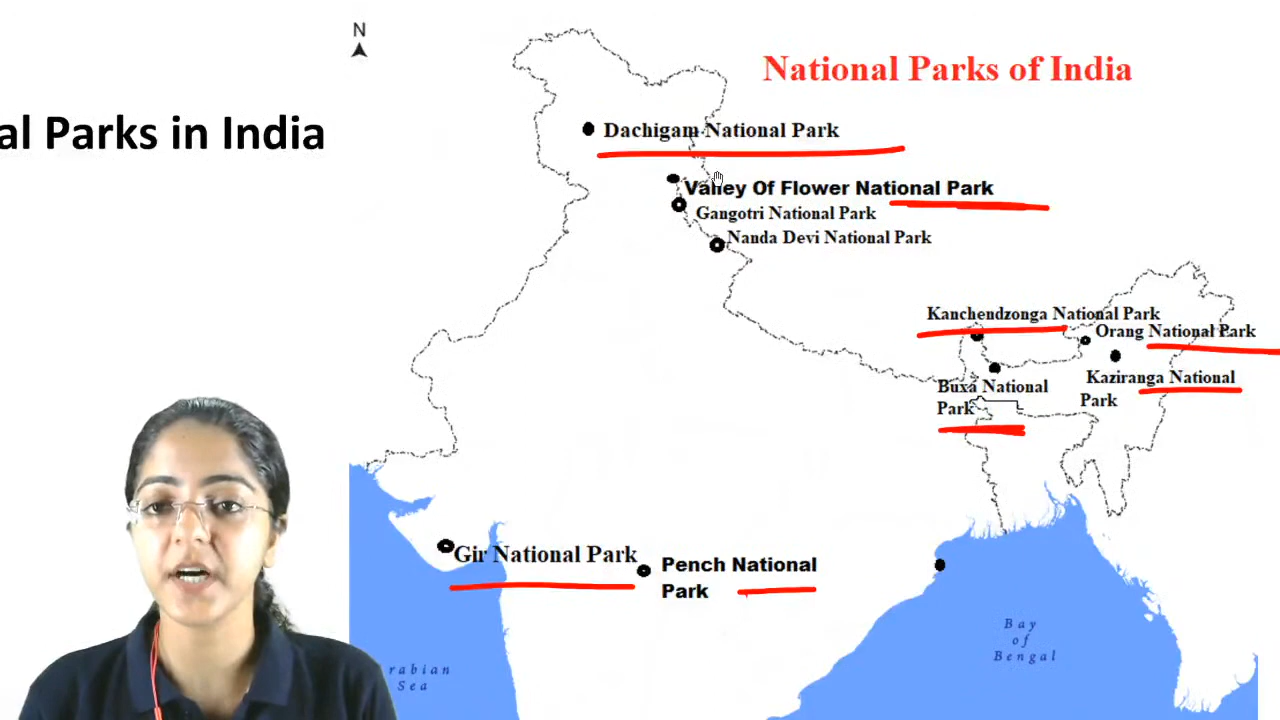 N
National Parks of India
al Parks in India
Dachigam National Park
Valley Of Flower National Park
Gangotri National Park
Nanda Devi National Park
Kanchendzonga National Park
Orang National Park
Kaziranga National
Park
Buxa National
Park
Gir National Park
Pench National
Park
Bay
of
Bengal
rabian
Sea